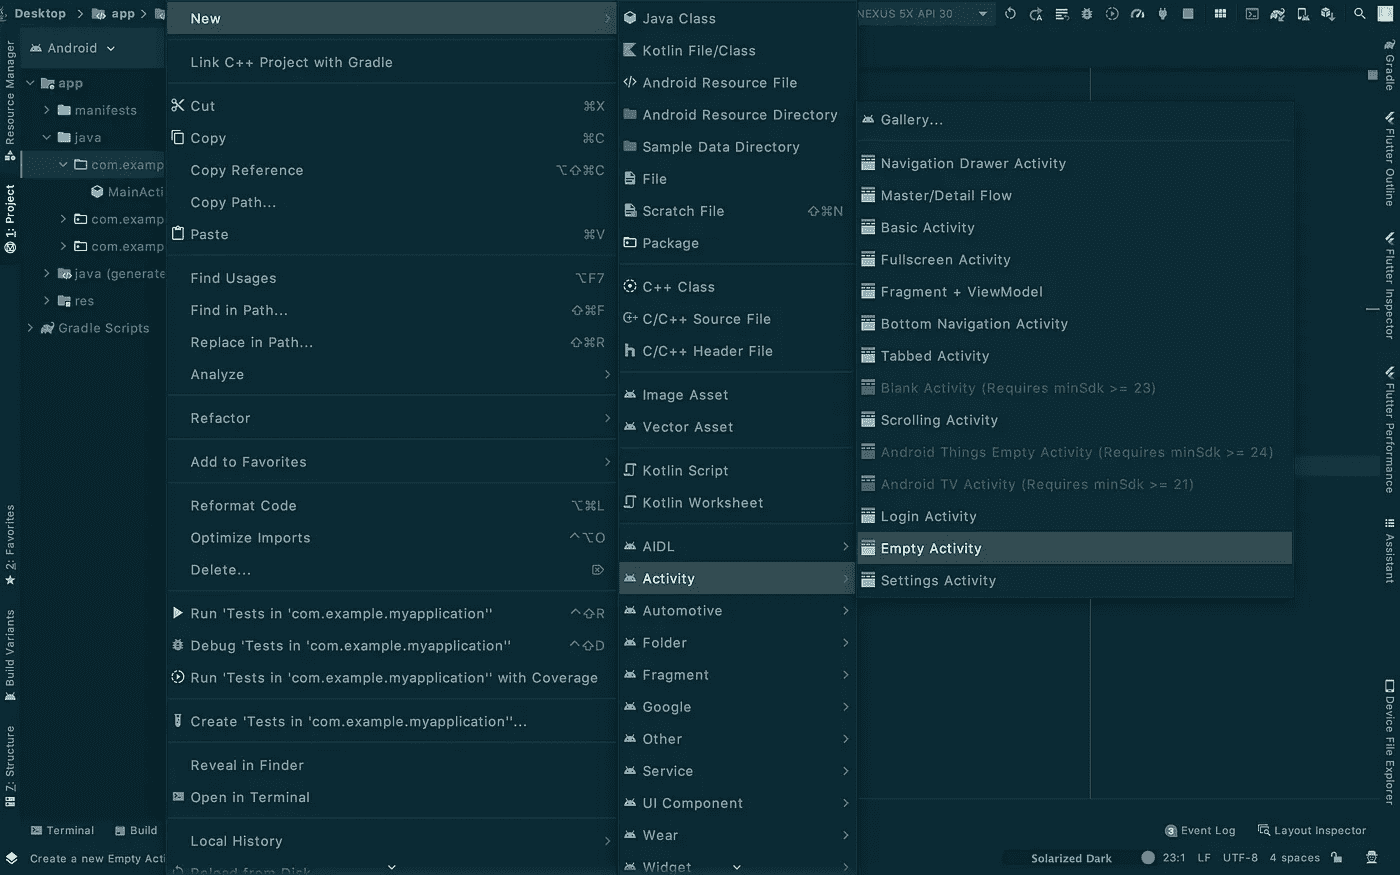 Desktop
app
NEXUS 5X API 30
Resource Manager
1: Project
2: Favorites
Build Variants
7: Structure
Android
app
manifests
java
com.examp
MainActi
com.examp
com.examp
java (generate
res
Gradle Scripts
New
Link C++ Project with Gradle
Cut ⌘X
Copy ⌘C
Copy Reference ⌥⇧⌘C
Copy Path...
Paste ⌘V
Find Usages ⌥F7
Find in Path... ⇧⌘F
Replace in Path... ⇧⌘R
Analyze
Refactor
Add to Favorites
Reformat Code ⌥⌘L
Optimize Imports ^⌥O
Delete... ⌦
Run 'Tests in 'com.example.myapplication'' ^⇧R
Debug 'Tests in 'com.example.myapplication'' ^⇧D
Run 'Tests in 'com.example.myapplication'' with Coverage
Create 'Tests in 'com.example.myapplication''...
Reveal in Finder
Open in Terminal
Local History
Reload from Disk
Java Class
Kotlin File/Class
Android Resource File
Android Resource Directory
Sample Data Directory
File
Scratch File ⇧⌘N
Package
C++ Class
C/C++ Source File
C/C++ Header File
Image Asset
Vector Asset
Kotlin Script
Kotlin Worksheet
AIDL
Activity
Automotive
Folder
Fragment
Google
Other
Service
UI Component
Wear
Widget
Gallery...
Navigation Drawer Activity
Master/Detail Flow
Basic Activity
Fullscreen Activity
Fragment + ViewModel
Bottom Navigation Activity
Tabbed Activity
Blank Activity (Requires minSdk >= 23)
Scrolling Activity
Android Things Empty Activity (Requires minSdk >= 24)
Android TV Activity (Requires minSdk >= 21)
Login Activity
Empty Activity
Settings Activity
Gradle
Flutter Outline
Flutter Inspector
Flutter Performance
Assistant
Device File Explorer
Terminal
Build
3 Event Log
Layout Inspector
Create a new Empty Acti
Solarized Dark
23:1
LF
UTF-8
4 spaces